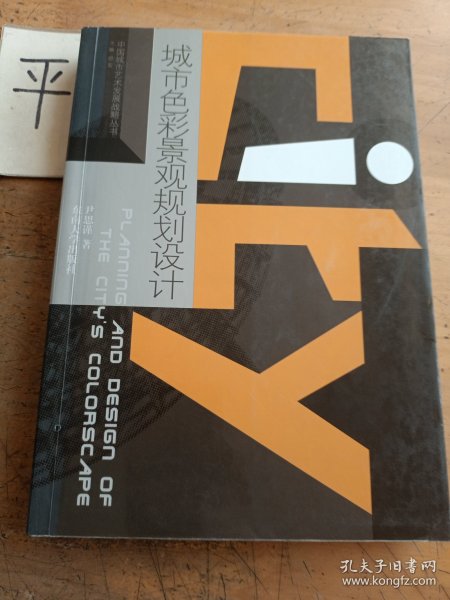 平
中国城市艺术发展战略丛书
城市色彩景观规划设计
尹思谨 著
东南大学出版社
PLANNING AND DESIGN OF
THE CITY'S COLORSCAPE
CITY
孔夫子旧书网
www.kongfz.com